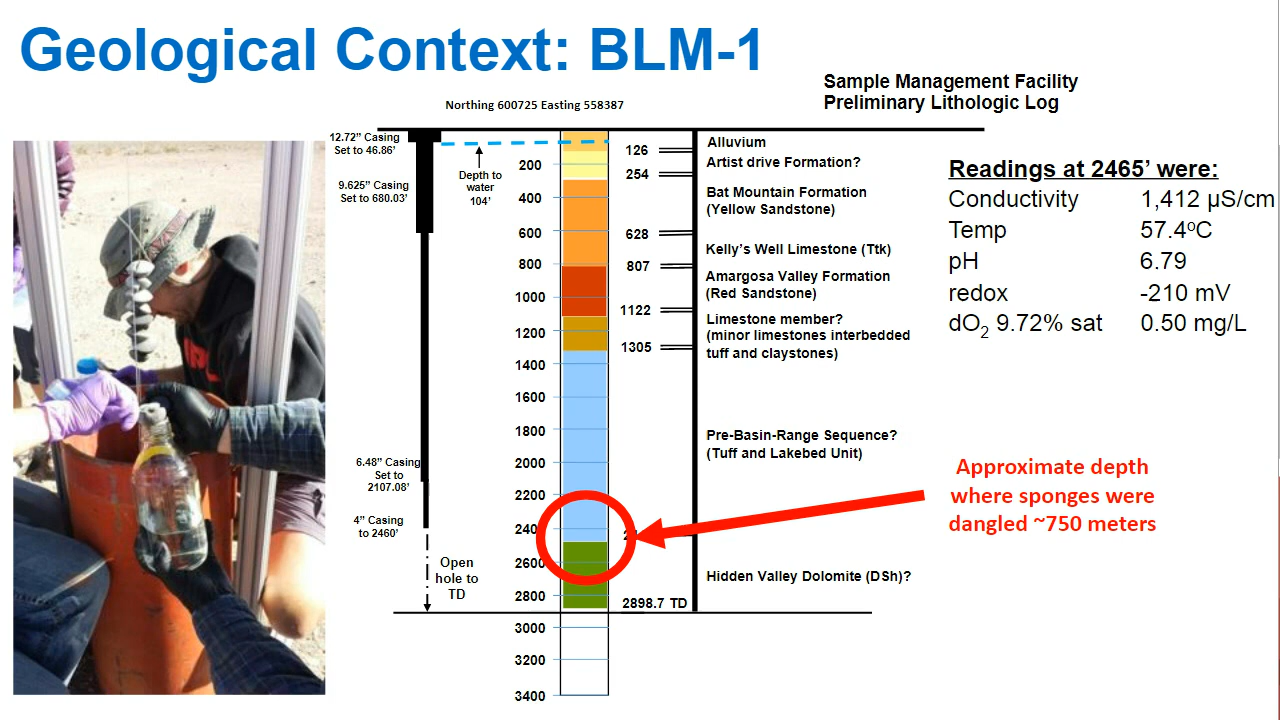 Geological Context: BLM-1
Sample Management Facility
Preliminary Lithologic Log
Northing 600725 Easting 558387
12.72” Casing
Set to 46.86’
9.625” Casing
Set to 680.03’
6.48” Casing
Set to
2107.08’
4” Casing
to 2460’
Open
hole to
TD
Depth to
water
104’
200
400
600
800
1000
1200
1400
1600
1800
2000
2200
2600
2800
3000
3200
3400
126
254
628
807
1122
1305
2898.7 TD
Alluvium
Artist drive Formation?
Bat Mountain Formation
(Yellow Sandstone)
Kelly’s Well Limestone (Ttk)
Amargosa Valley Formation
(Red Sandstone)
Limestone member?
(minor limestones interbedded
tuff and claystones)
Pre-Basin-Range Sequence?
(Tuff and Lakebed Unit)
Hidden Valley Dolomite (DSh)?
Readings at 2465’ were:
Conductivity 1,412 µS/cm
Temp 57.4ºC
pH 6.79
redox -210 mV
dO2 9.72% sat 0.50 mg/L
Approximate depth
where sponges were
dangled ~750 meters